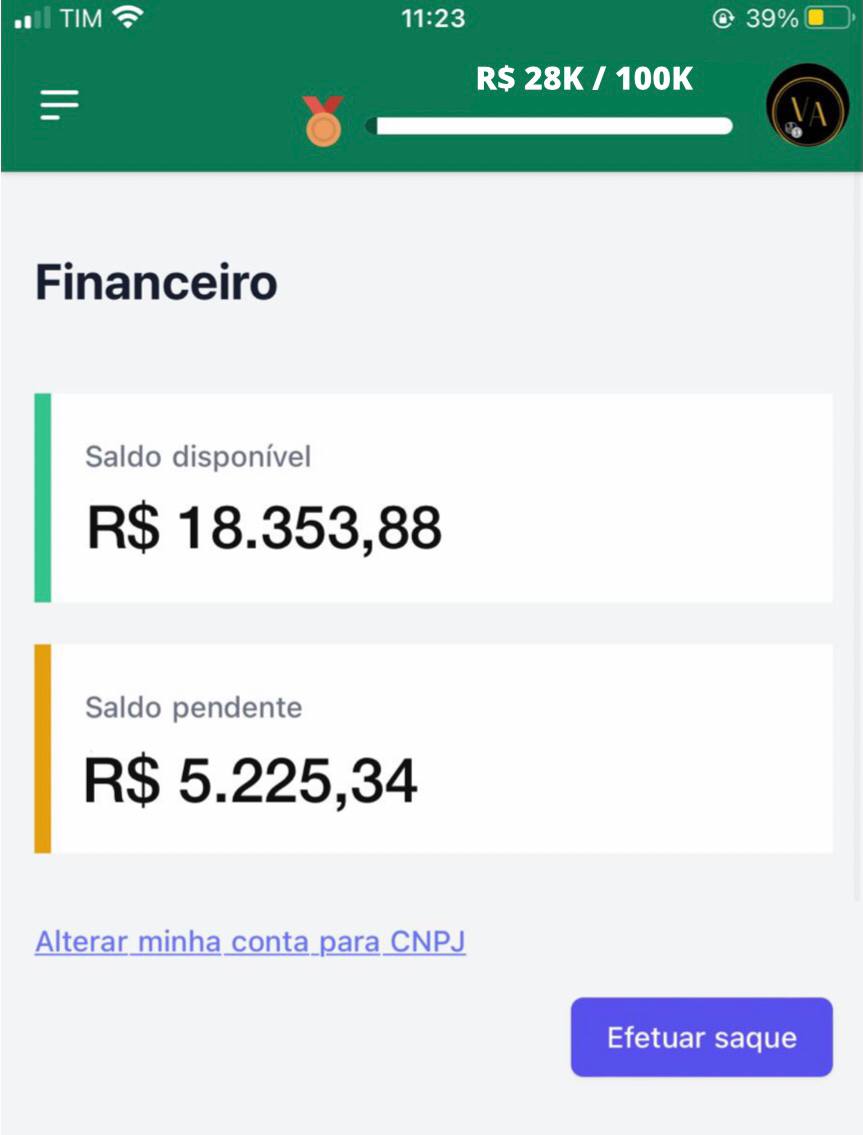 TIM 11:23 39%
R$ 28K / 100K
VA
Financeiro
Saldo disponível
R$ 18.353,88
Saldo pendente
R$ 5.225,34
Alterar minha conta para CNPJ
Efetuar saque